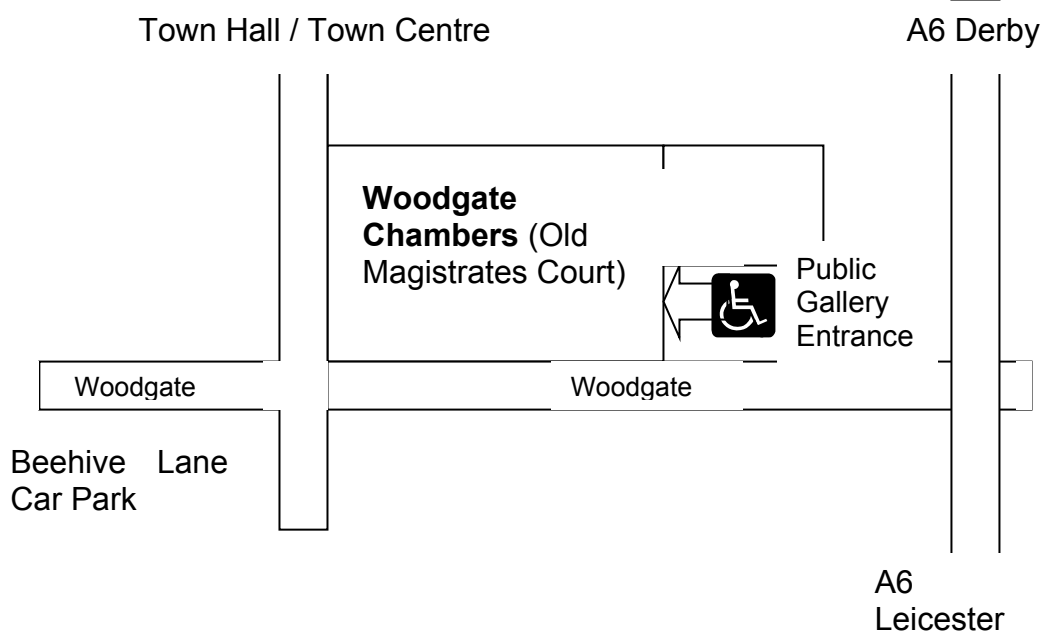 Town Hall / Town Centre
A6 Derby
Woodgate
Chambers (Old
Magistrates Court)
Public
Gallery
Entrance
Woodgate
Woodgate
Beehive Lane
Car Park
A6
Leicester